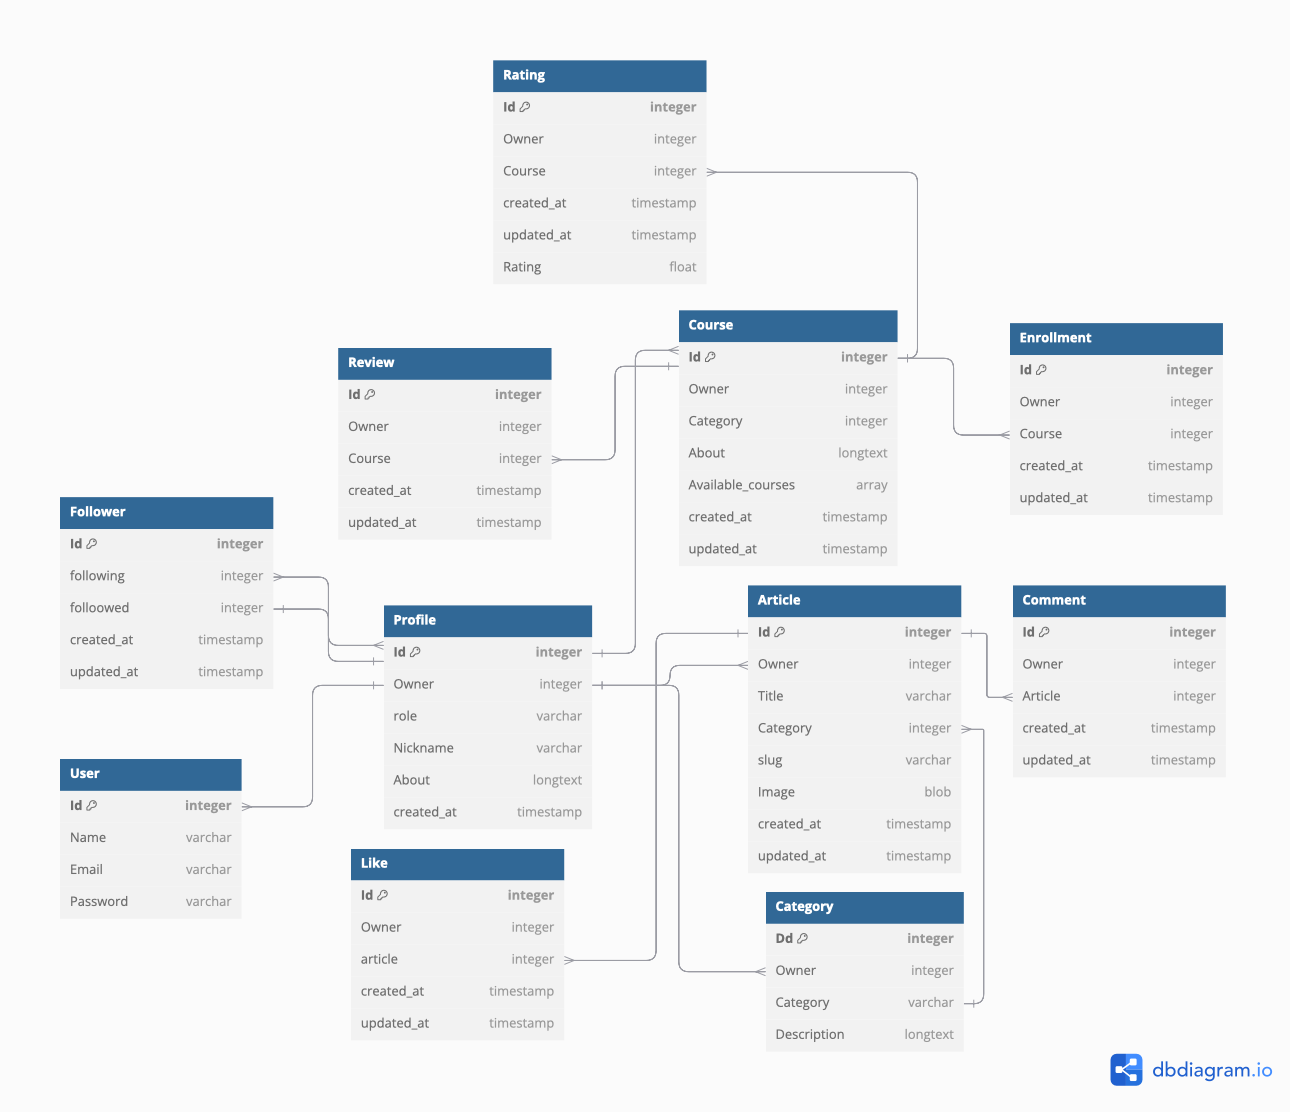 Rating
Id integer
Owner integer
Course integer
created_at timestamp
updated_at timestamp
Rating float
Course
Id integer
Owner integer
Category integer
About longtext
Available_courses array
created_at timestamp
updated_at timestamp
Enrollment
Id integer
Owner integer
Course integer
created_at timestamp
updated_at timestamp
Review
Id integer
Owner integer
Course integer
created_at timestamp
updated_at timestamp
Follower
Id integer
following integer
foloowed integer
created_at timestamp
updated_at timestamp
Profile
Id integer
Owner integer
role varchar
Nickname varchar
About longtext
created_at timestamp
Article
Id integer
Owner integer
Title varchar
Category integer
slug varchar
Image blob
created_at timestamp
updated_at timestamp
Comment
Id integer
Owner integer
Article integer
created_at timestamp
updated_at timestamp
User
Id integer
Name varchar
Email varchar
Password varchar
Like
Id integer
Owner integer
article integer
created_at timestamp
updated_at timestamp
Category
Dd integer
Owner integer
Category varchar
Description longtext
dbdiagram.io